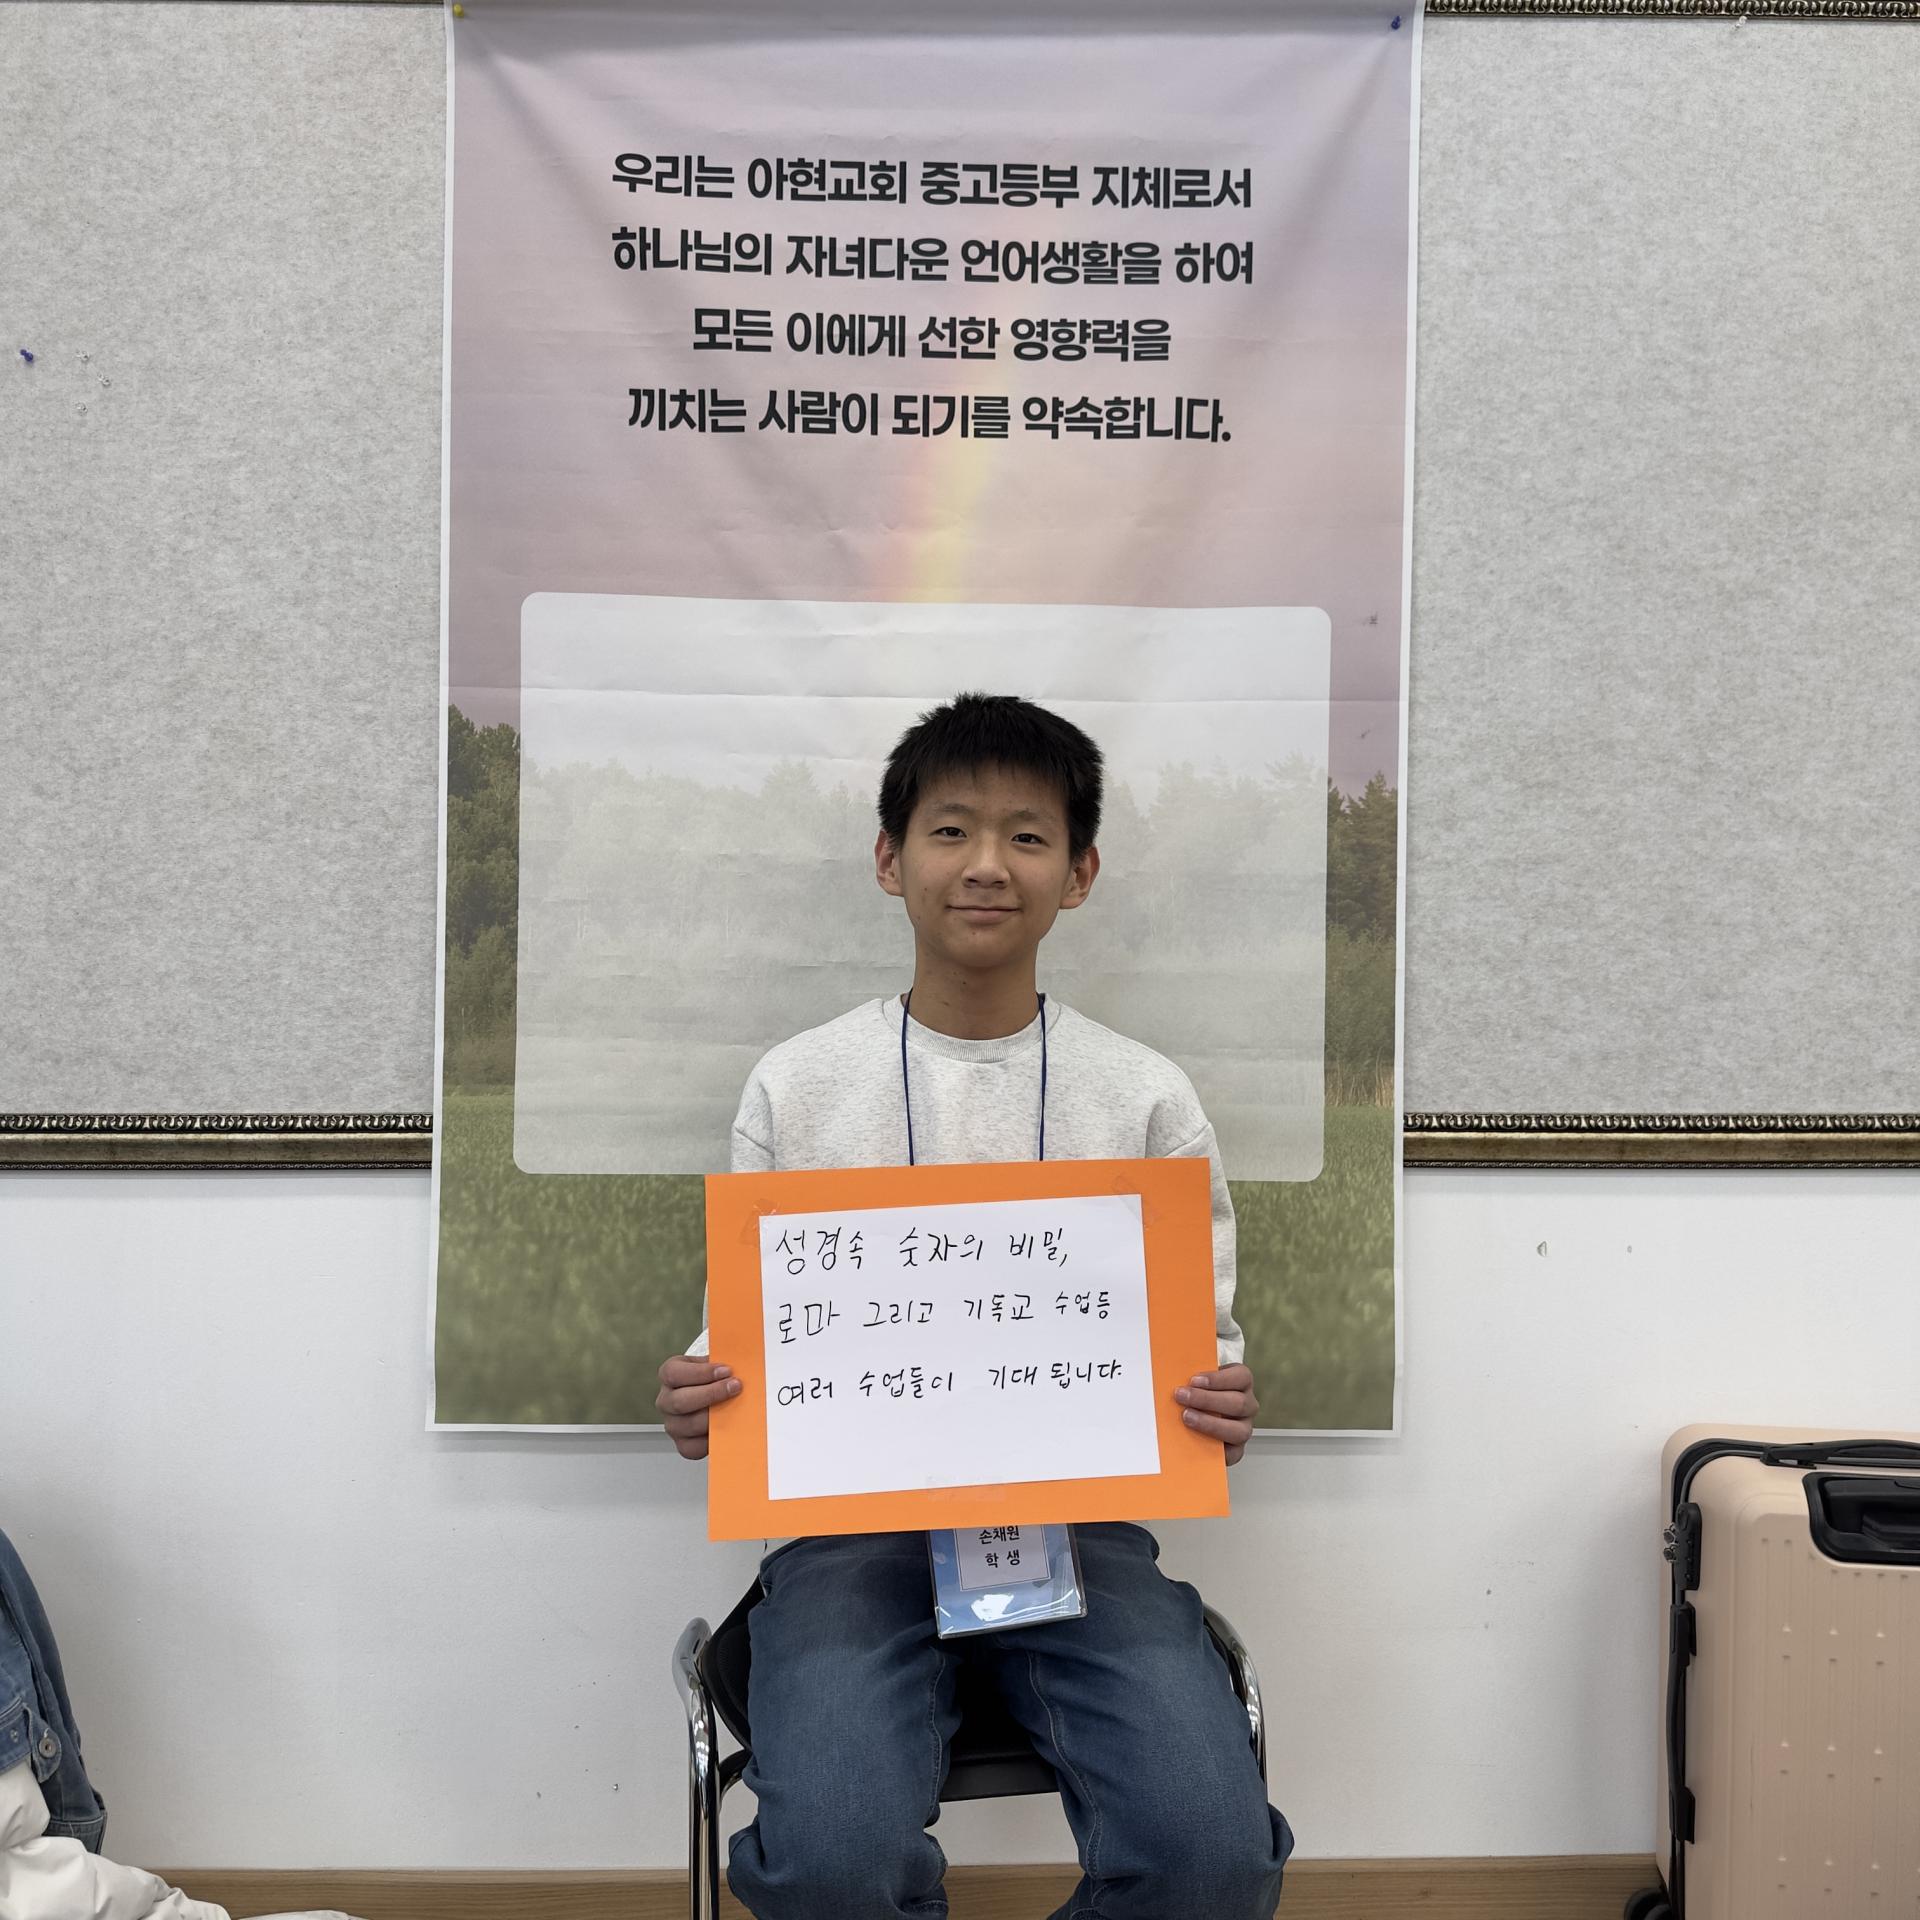 우리는 아현교회 중고등부 지체로서
하나님의 자녀다운 언어생활을 하여
모든 이에게 선한 영향력을
끼치는 사람이 되기를 약속합니다.
성경속 숫자의 비밀,
로마 그리고 기독교 수업등
여러 수업들이 기대 됩니다.
손채원
학 생